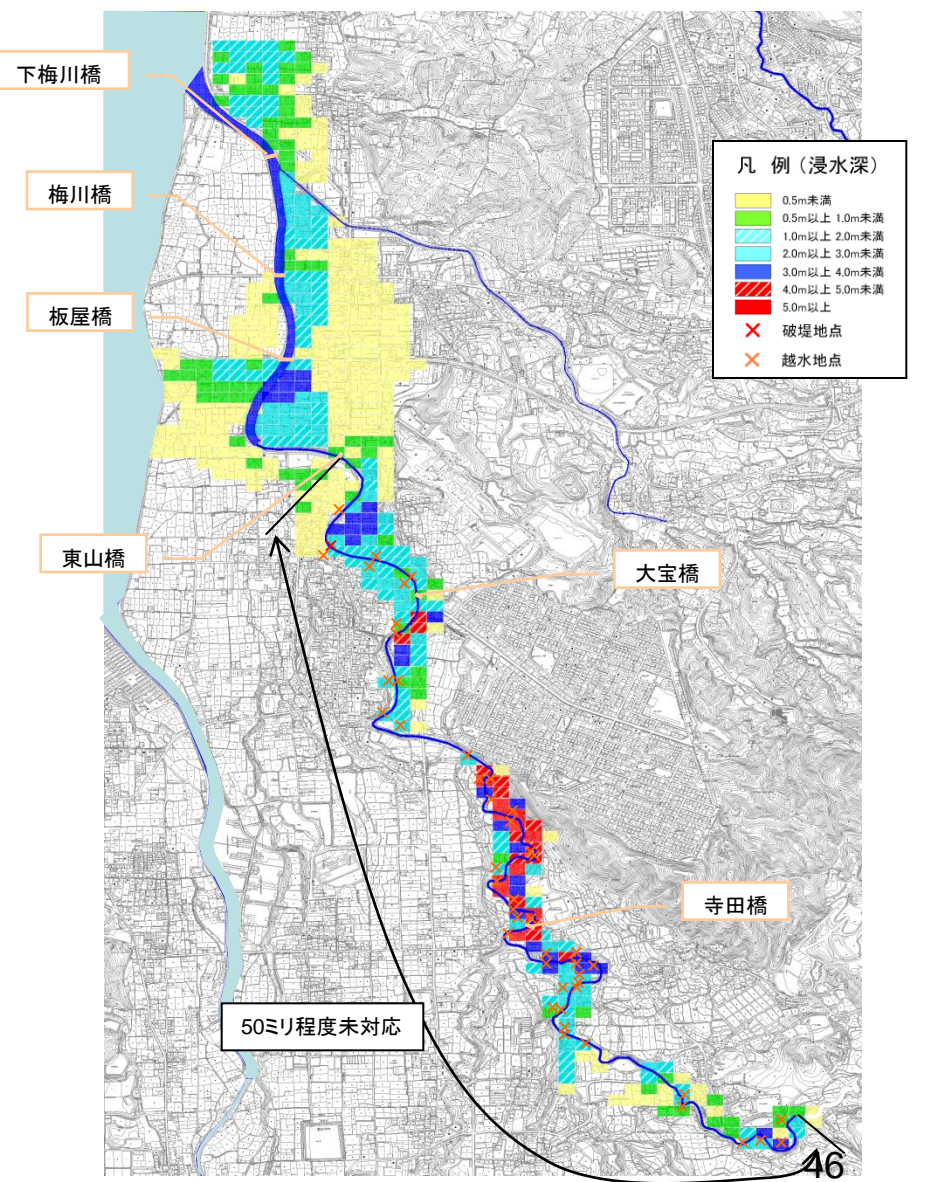 下梅川橋
梅川橋
板屋橋
東山橋
大宝橋
寺田橋
凡 例（浸水深）
0.5m未満
0.5m以上 1.0m未満
1.0m以上 2.0m未満
2.0m以上 3.0m未満
3.0m以上 4.0m未満
4.0m以上 5.0m未満
5.0m以上
破堤地点
越水地点
50ミリ程度未対応
46